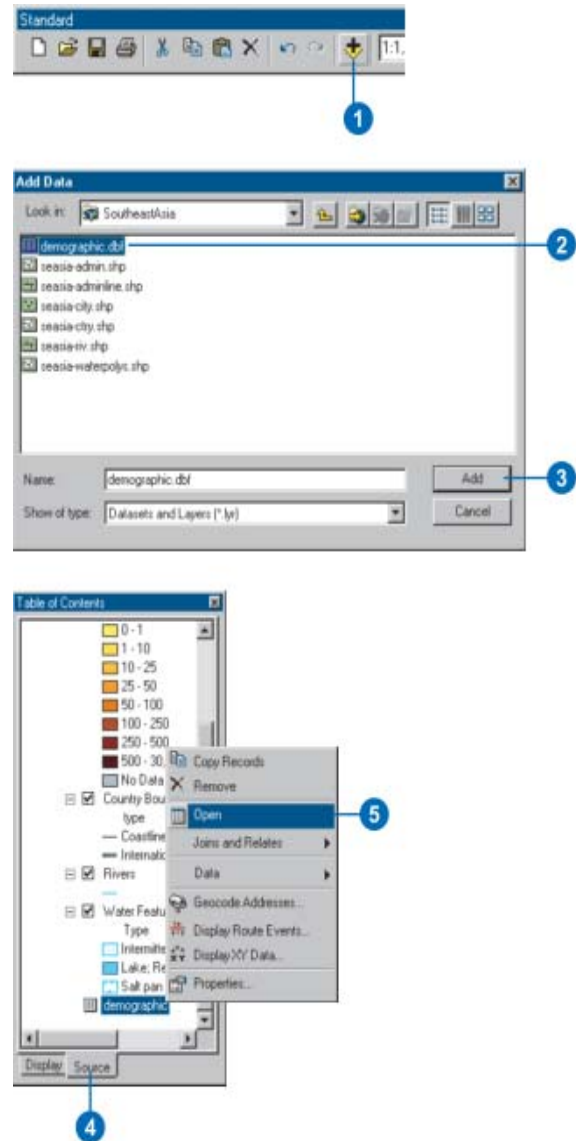 Standard
1:1,
1
Add Data
Look in: SoutheastAsia
demographic.dbf
2
seasia-admin.shp
seasia-adminline.shp
seasia-city.shp
seasia-ctry.shp
seasia-riv.shp
seasia-waterpolys.shp
Name: demographic.dbf Add
3
Show of type: Datasets and Layers (*.lyr) Cancel
Table of Contents
0 - 1
1 - 10
10 - 25
25 - 50
50 - 100
100 - 250
250 - 500
500 - 30,
No Data
Country Bou
type
Coastline
Internatio
Rivers
Water Featu
Type
Intermitte
Lake; Re
Salt pan
demographic
Copy Records
Remove
Open
5
Joins and Relates
Data
Geocode Addresses...
Display Route Events...
Display XY Data...
Properties...
Display Source
4